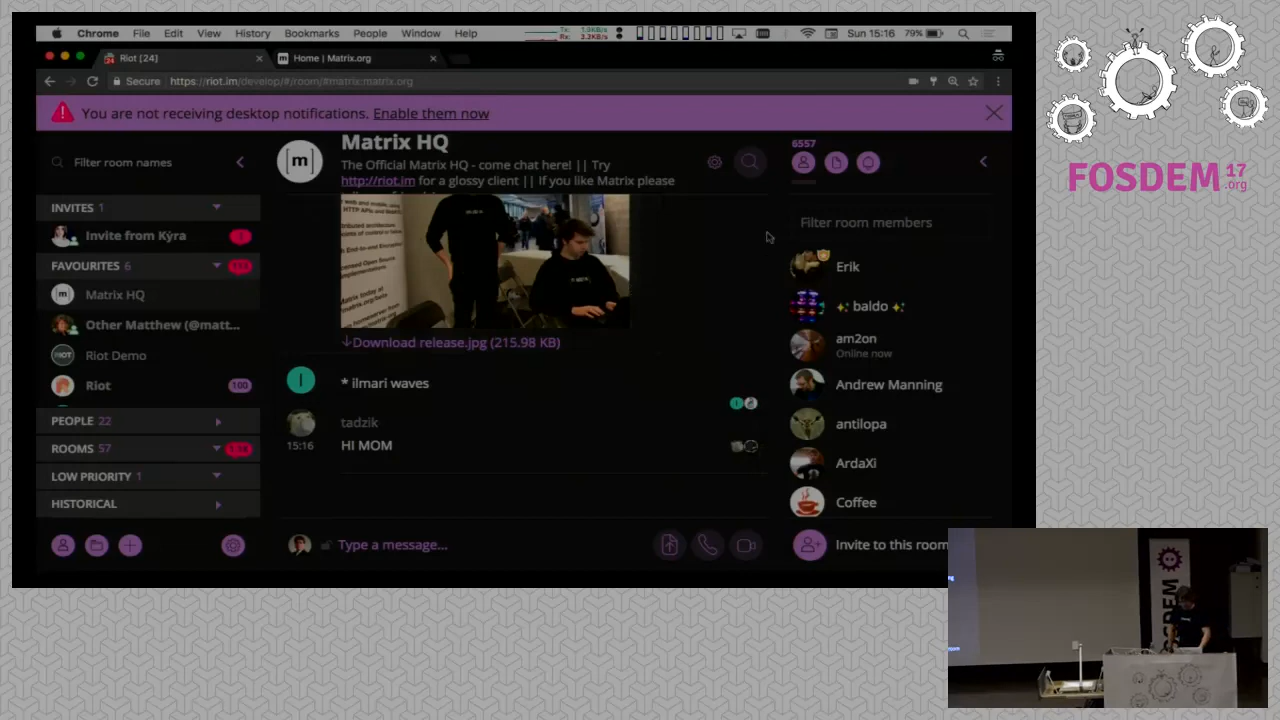 Chrome File Edit View History Bookmarks People Window Help
Sun 15:16 79%
Riot [24]
Home | Matrix.org
Secure https://riot.im/develop/#/room/#matrix:matrix.org
You are not receiving desktop notifications. Enable them now
Filter room names
INVITES 1
Invite from Kÿra
FAVOURITES 6
Matrix HQ
Other Matthew (@matt...
Riot Demo
Riot 100
PEOPLE 22
ROOMS 57
LOW PRIORITY 1
HISTORICAL
[m]
Matrix HQ
The Official Matrix HQ - come chat here! || Try
http://riot.im for a glossy client || If you like Matrix please
Download release.jpg (215.98 KB)
* ilmari waves
tadzik
15:16 HI MOM
Type a message...
6557
Filter room members
Erik
baldo
am2on
Online now
Andrew Manning
antilopa
ArdaXi
Coffee
Invite to this room
FOSDEM 17
.org